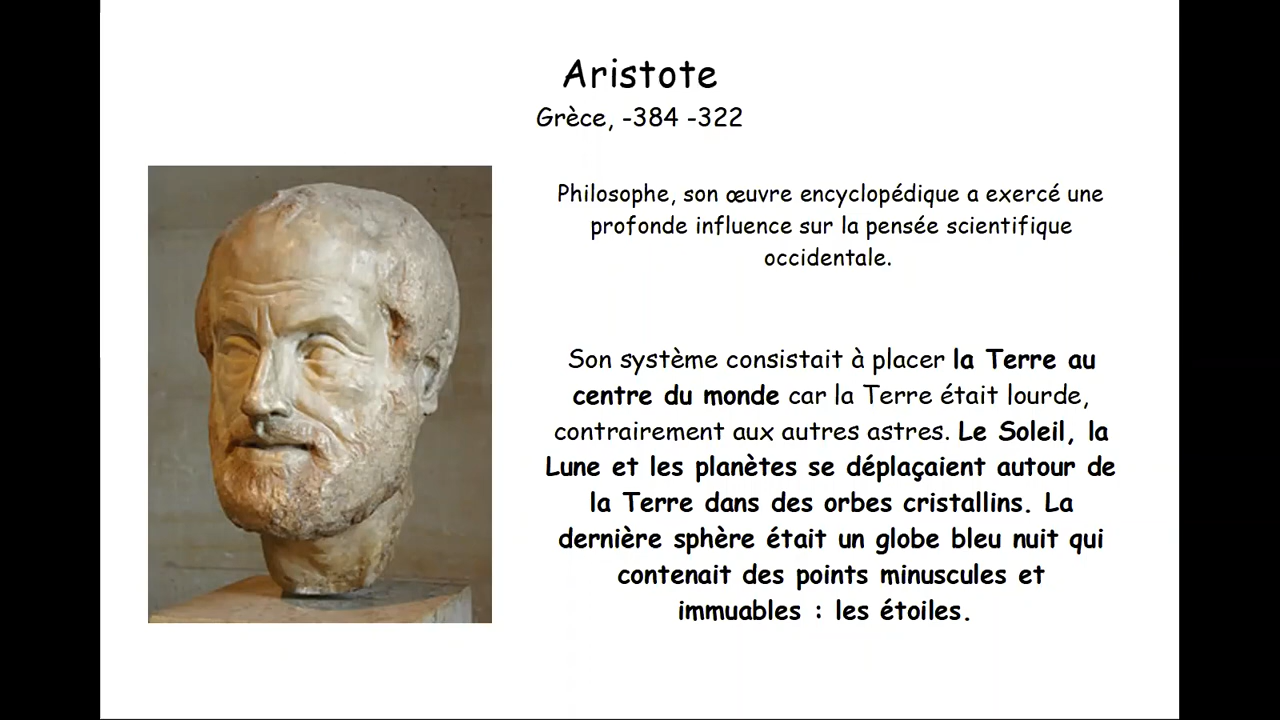 Aristote
Grèce, -384 -322
Philosophe, son œuvre encyclopédique a exercé une
profonde influence sur la pensée scientifique
occidentale.
Son système consistait à placer la Terre au
centre du monde car la Terre était lourde,
contrairement aux autres astres. Le Soleil, la
Lune et les planètes se déplaçaient autour de
la Terre dans des orbes cristallins. La
dernière sphère était un globe bleu nuit qui
contenait des points minuscules et
immuables : les étoiles.